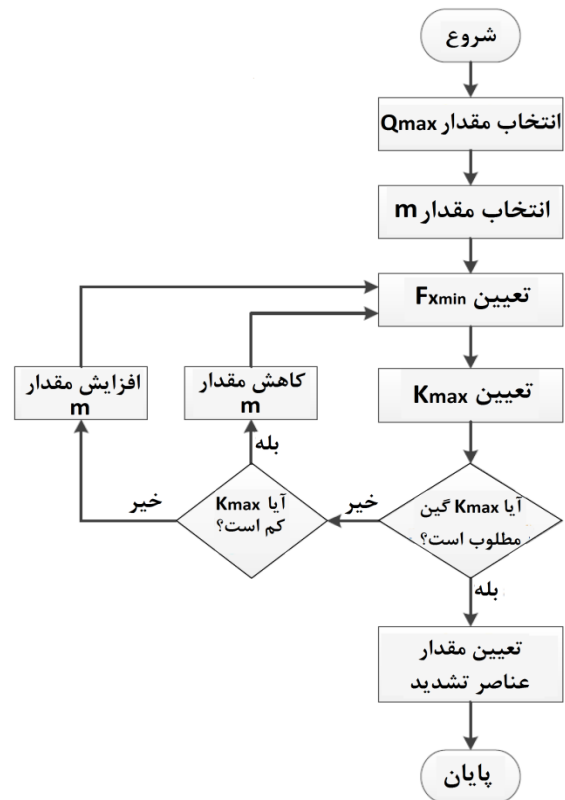 شروع
انتخاب مقدار Qmax
انتخاب مقدار m
تعیین Fxmin
تعیین Kmax
آیا Kmax گین
مطلوب است؟
خیر
بله
آیا Kmax
کم است؟
بله
خیر
کاهش مقدار
m
افزایش مقدار
m
تعیین مقدار
عناصر تشدید
پایان